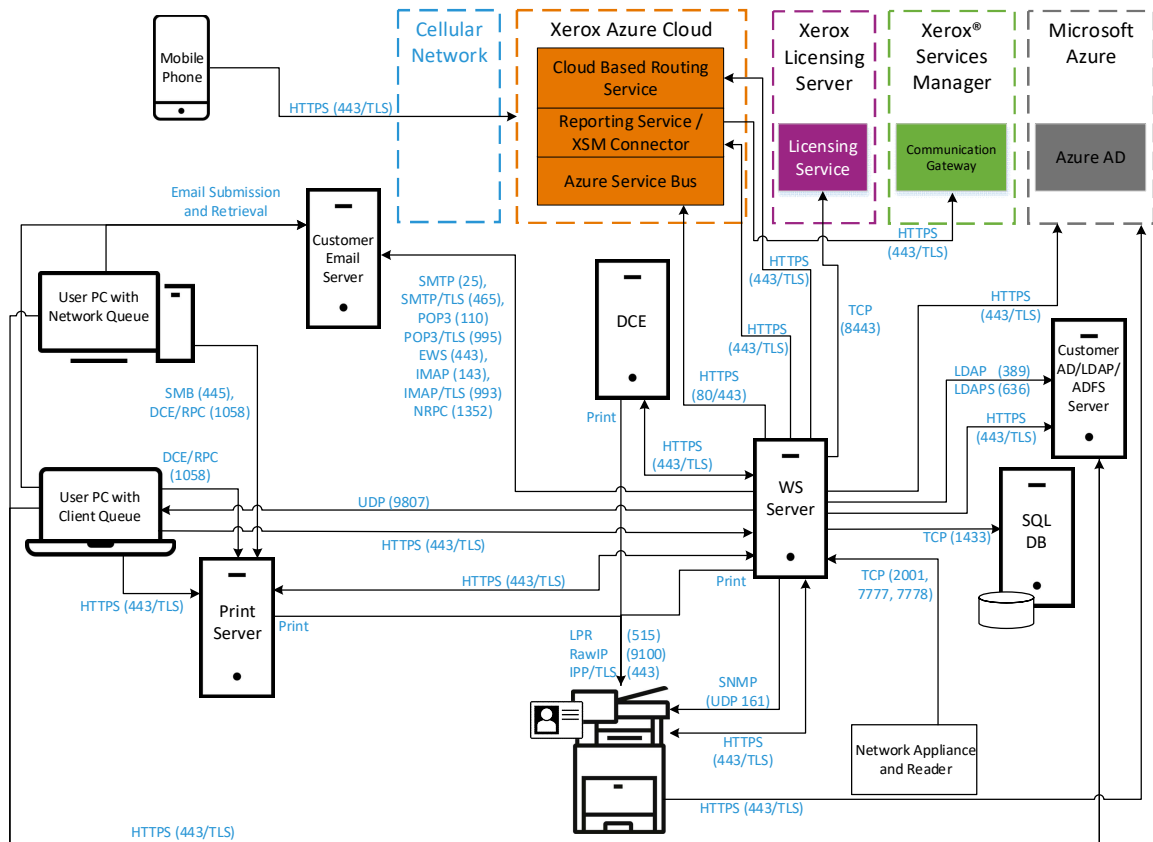 Mobile
Phone
HTTPS (443/TLS)
Cellular
Network
Xerox Azure Cloud
Cloud Based Routing
Service
Reporting Service /
XSM Connector
Azure Service Bus
Xerox
Licensing
Server
Licensing
Service
Xerox®
Services
Manager
Communication
Gateway
Microsoft
Azure
Azure AD
Email Submission
and Retrieval
Customer
Email
Server
User PC with
Network Queue
SMTP (25),
SMTP/TLS (465),
POP3 (110)
POP3/TLS (995)
EWS (443),
IMAP (143),
IMAP/TLS (993)
NRPC (1352)
DCE
Print
HTTPS
(443/TLS)
HTTPS
(443/TLS)
HTTPS
(443/TLS)
TCP
(8443)
HTTPS
(80/443)
HTTPS
(443/TLS)
HTTPS
(443/TLS)
Customer
AD/LDAP/
ADFS
Server
LDAP (389)
LDAPS (636)
HTTPS
(443/TLS)
SMB (445),
DCE/RPC (1058)
DCE/RPC
(1058)
User PC with
Client Queue
UDP (9807)
HTTPS (443/TLS)
WS
Server
SQL
DB
TCP (1433)
HTTPS (443/TLS)
HTTPS (443/TLS)
Print
Server
Print
Print
TCP (2001,
7777, 7778)
LPR (515)
RawIP (9100)
IPP/TLS (443)
SNMP
(UDP 161)
HTTPS
(443/TLS)
Network Appliance
and Reader
HTTPS (443/TLS)
HTTPS (443/TLS)